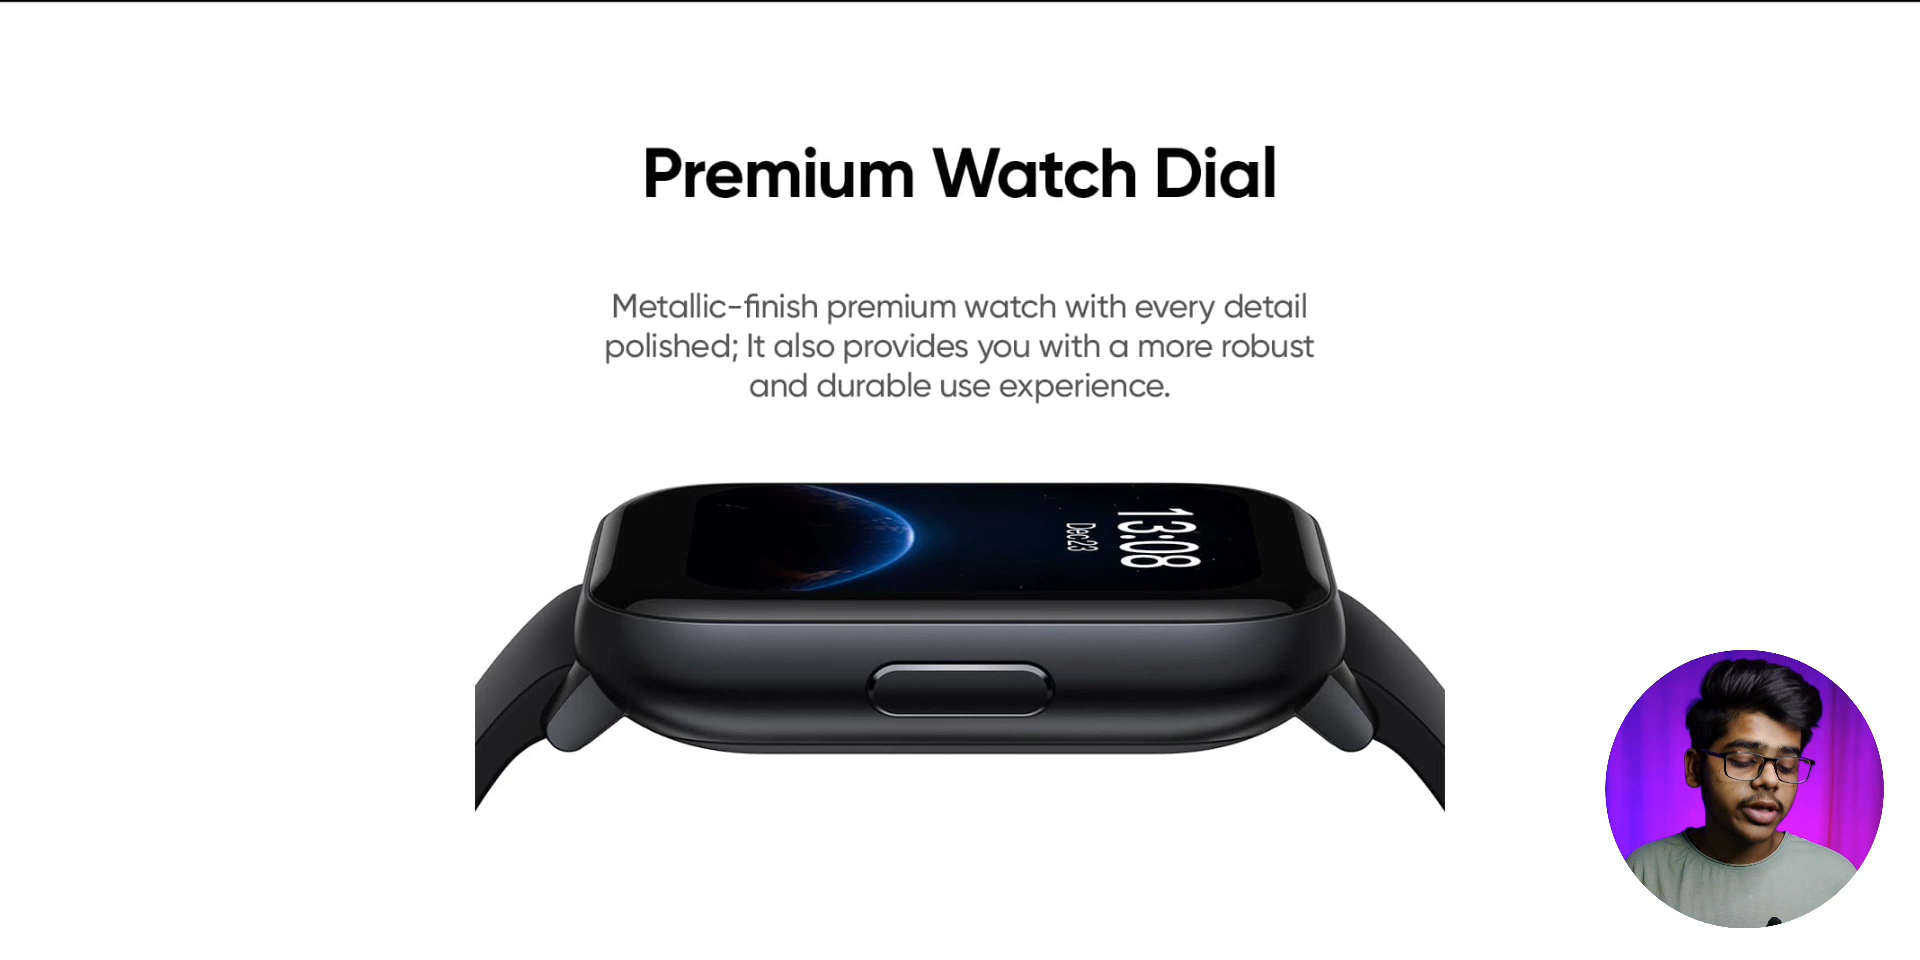 Premium Watch Dial
Metallic-finish premium watch with every detail
polished; It also provides you with a more robust
and durable use experience.
13:08
Dec.23